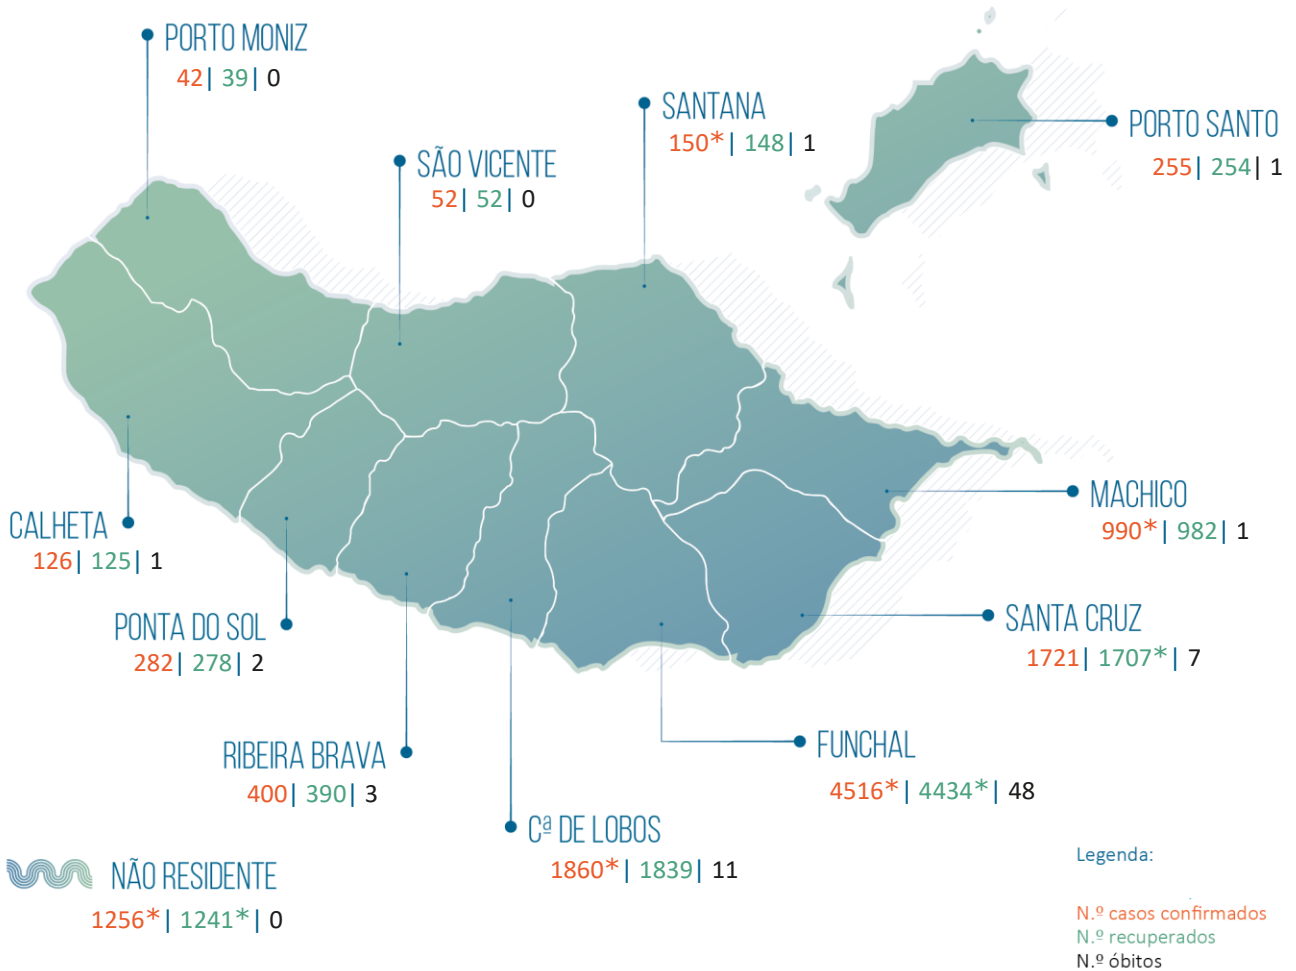 PORTO MONIZ
42| 39| 0
SANTANA
150*| 148| 1
PORTO SANTO
255| 254| 1
SÃO VICENTE
52| 52| 0
MACHICO
990*| 982| 1
CALHETA
126| 125| 1
SANTA CRUZ
1721| 1707*| 7
PONTA DO SOL
282| 278| 2
RIBEIRA BRAVA
400| 390| 3
FUNCHAL
4516*| 4434*| 48
Cª DE LOBOS
1860*| 1839| 11
NÃO RESIDENTE
1256*| 1241*| 0
Legenda:
N.º casos confirmados
N.º recuperados
N.º óbitos